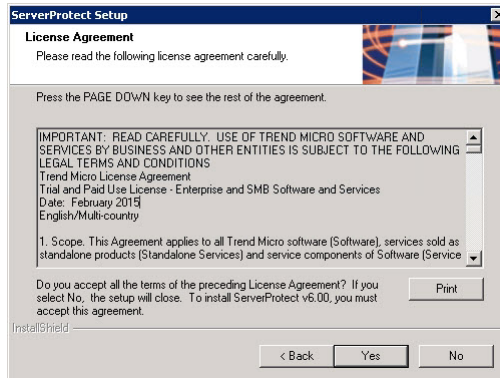 ServerProtect Setup
License Agreement
Please read the following license agreement carefully.
Press the PAGE DOWN key to see the rest of the agreement.
IMPORTANT: READ CAREFULLY. USE OF TREND MICRO SOFTWARE AND
SERVICES BY BUSINESS AND OTHER ENTITIES IS SUBJECT TO THE FOLLOWING
LEGAL TERMS AND CONDITIONS
Trend Micro License Agreement
Trial and Paid Use License - Enterprise and SMB Software and Services
Date: February 2015
English/Multi-country
1. Scope. This Agreement applies to all Trend Micro software (Software), services sold as
standalone products (Standalone Services) and service components of Software (Service
Do you accept all the terms of the preceding License Agreement? If you
select No, the setup will close. To install ServerProtect v6.00, you must
accept this agreement.
Print
InstallShield
< Back
Yes
No